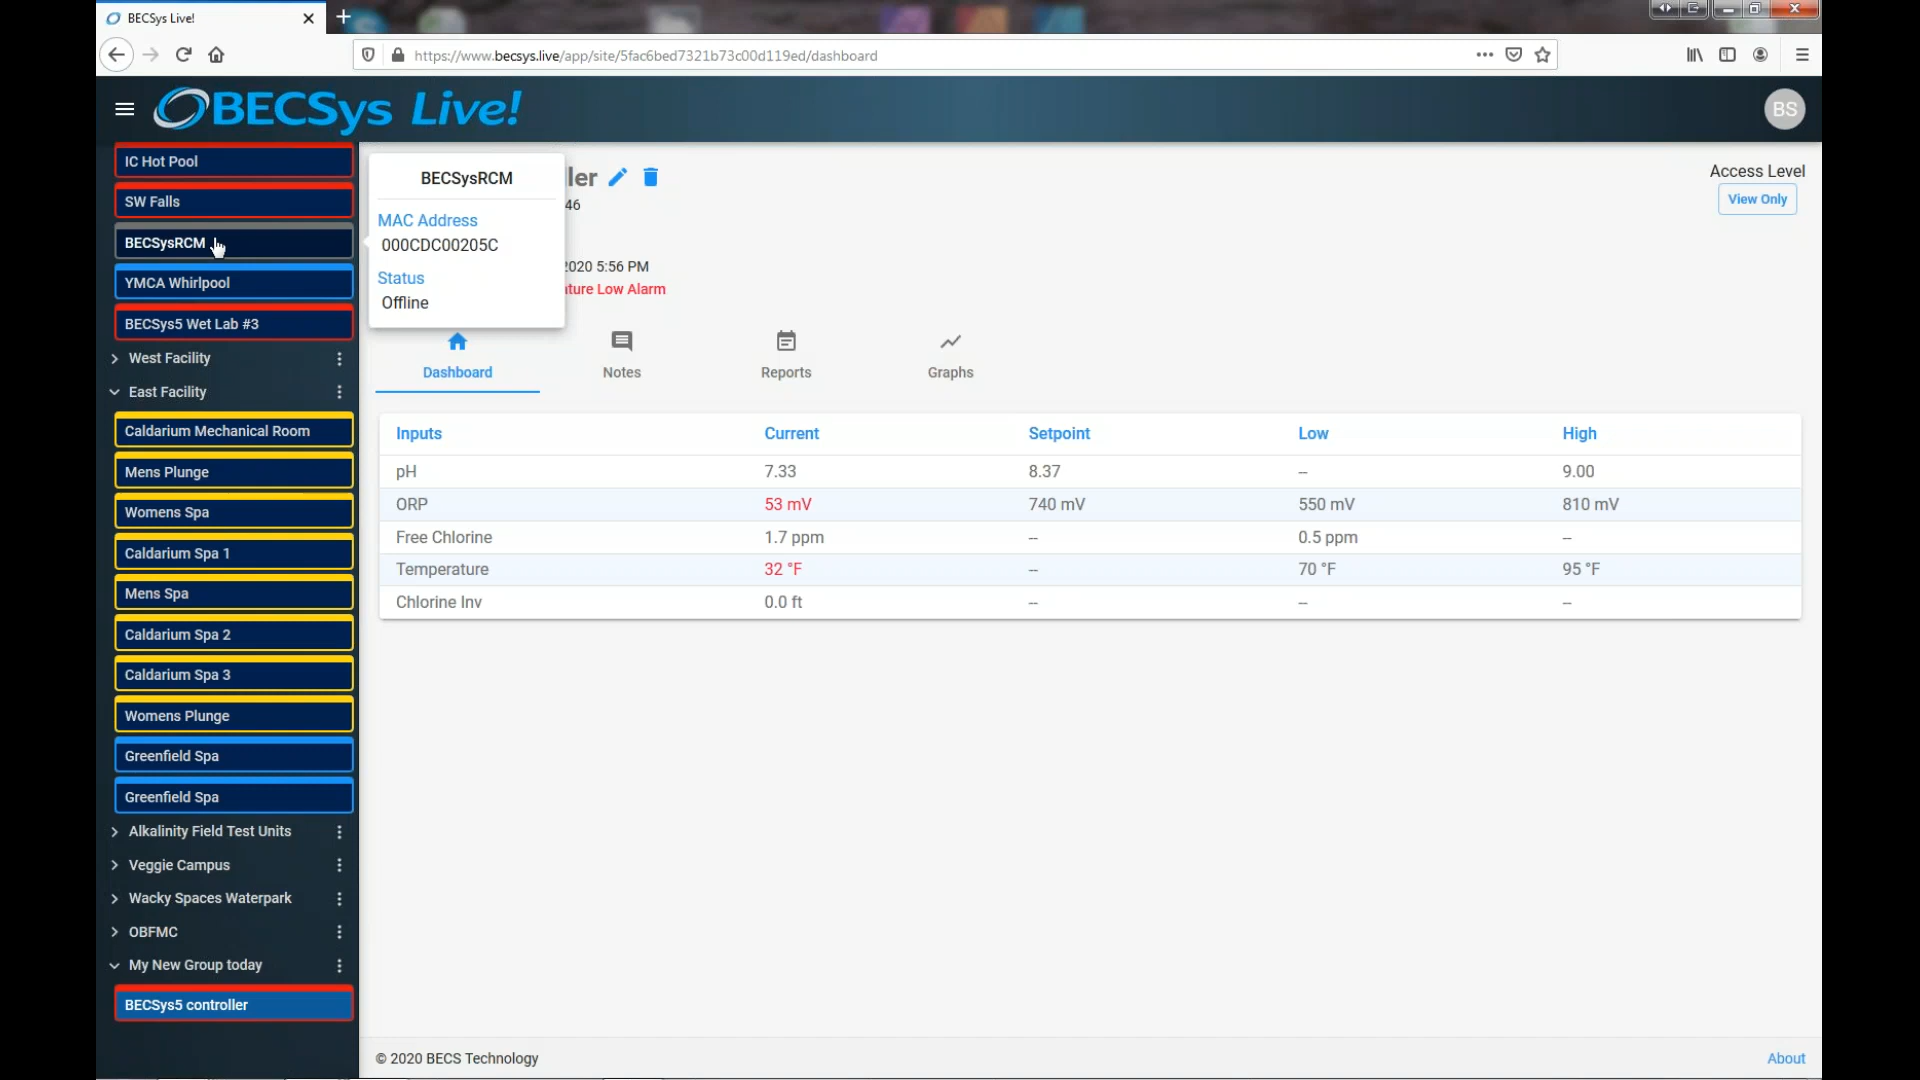 BECSys Live!
https://www.becsys.live/app/site/5fac6bed7321b73c00d119ed/dashboard
BECSys Live!
BS
IC Hot Pool
SW Falls
BECSysRCM
YMCA Whirlpool
BECSys5 Wet Lab #3
West Facility
East Facility
Caldarium Mechanical Room
Mens Plunge
Womens Spa
Caldarium Spa 1
Mens Spa
Caldarium Spa 2
Caldarium Spa 3
Womens Plunge
Greenfield Spa
Greenfield Spa
Alkalinity Field Test Units
Veggie Campus
Wacky Spaces Waterpark
OBFMC
My New Group today
BECSys5 controller
BECSysRCM
MAC Address
000CDC00205C
Status
Offline
ler
46
2020 5:56 PM
ture Low Alarm
Access Level
View Only
Dashboard Notes Reports Graphs
Inputs Current Setpoint Low High
pH 7.33 8.37 -- 9.00
ORP 53 mV 740 mV 550 mV 810 mV
Free Chlorine 1.7 ppm -- 0.5 ppm --
Temperature 32 °F -- 70 °F 95 °F
Chlorine Inv 0.0 ft -- -- --
© 2020 BECS Technology
About